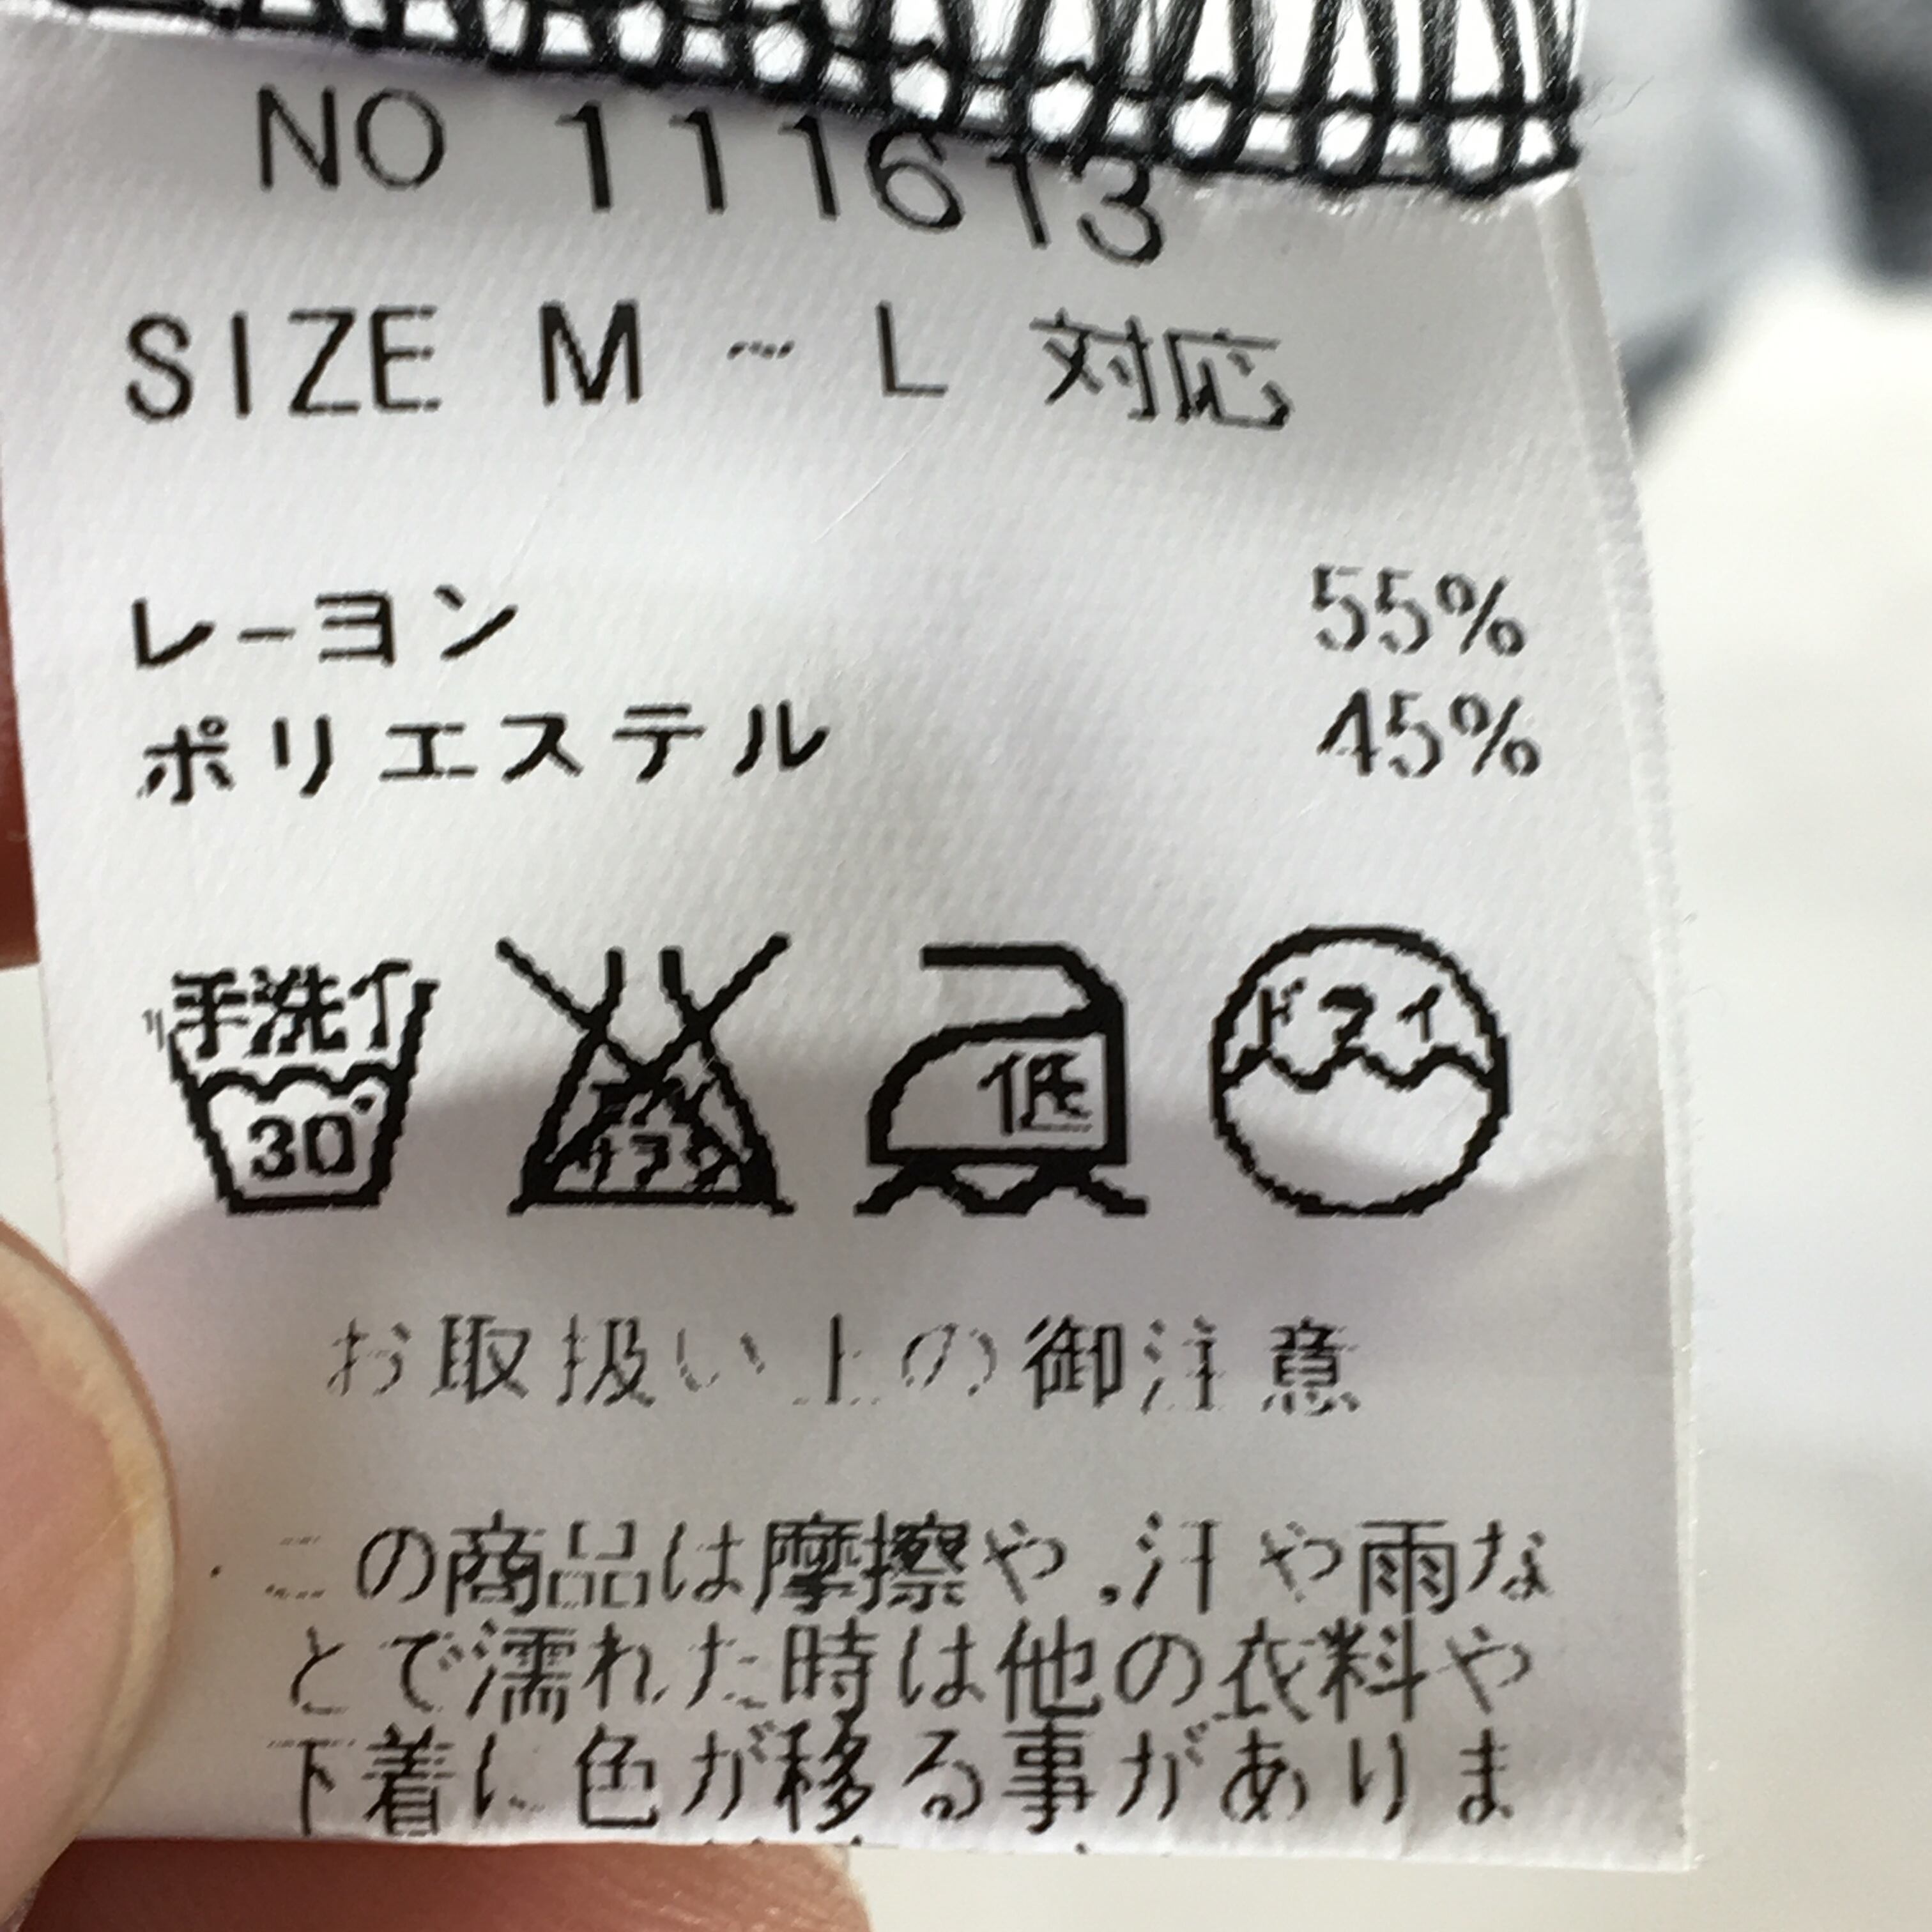 NO 111613
SIZE M ~ L 対応
レーヨン 55%
ポリエステル 45%
手洗イ ドライ
低
30
お取扱い上の御注意
・この商品は摩擦や,汗や雨な
とで濡れた時は他の衣料や
下着に色が移る事がありま